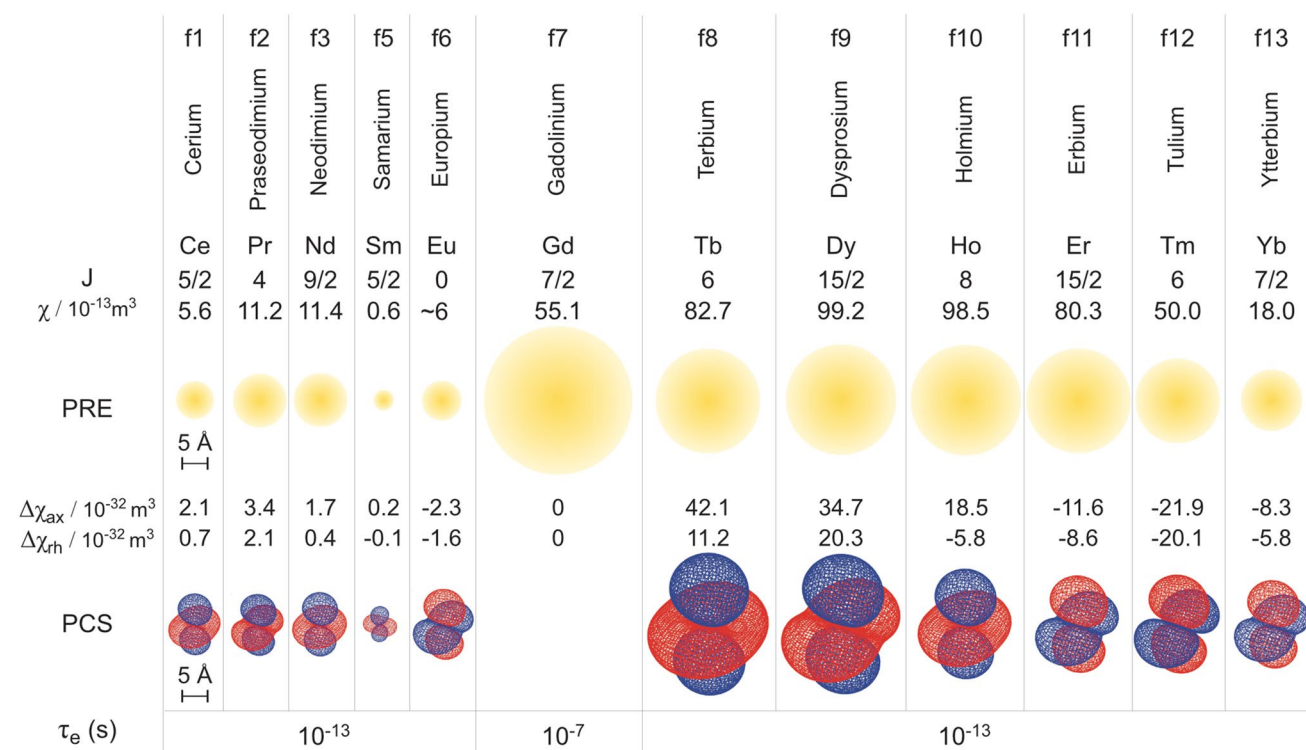 f1 f2 f3 f5 f6 f7 f8 f9 f10 f11 f12 f13
Cerium Praseodimium Neodimium Samarium Europium Gadolinium Terbium Dysprosium Holmium Erbium Tulium Ytterbium
Ce Pr Nd Sm Eu Gd Tb Dy Ho Er Tm Yb
J 5/2 4 9/2 5/2 0 7/2 6 15/2 8 15/2 6 7/2
χ / 10⁻¹³m³ 5.6 11.2 11.4 0.6 ~6 55.1 82.7 99.2 98.5 80.3 50.0 18.0
PRE
5 Å
Δχax / 10⁻³² m³ 2.1 3.4 1.7 0.2 -2.3 0 42.1 34.7 18.5 -11.6 -21.9 -8.3
Δχrh / 10⁻³² m³ 0.7 2.1 0.4 -0.1 -1.6 0 11.2 20.3 -5.8 -8.6 -20.1 -5.8
PCS
5 Å
τe (s) 10⁻¹³ 10⁻⁷ 10⁻¹³